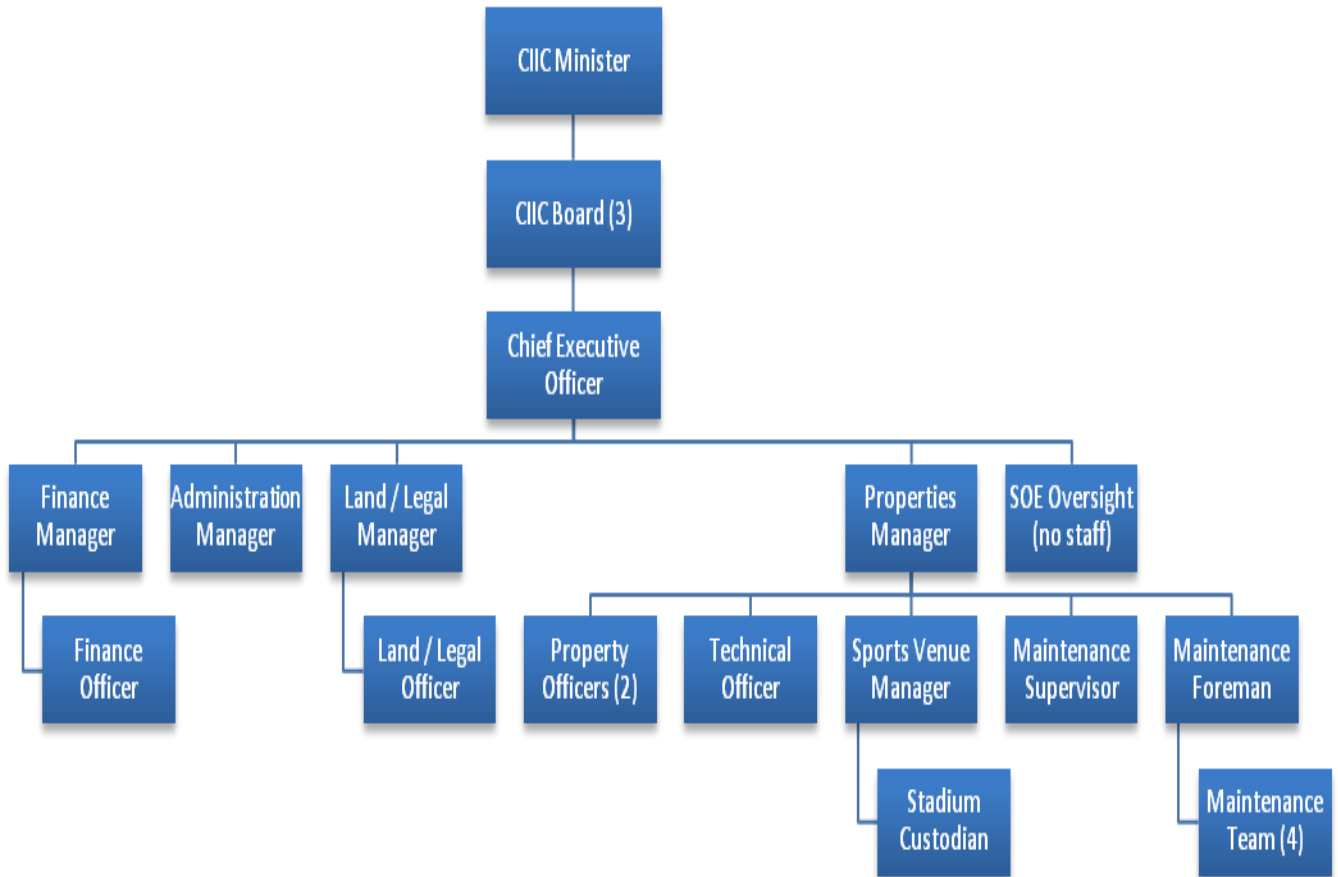 CIIC Minister
CIIC Board (3)
Chief Executive
Officer
Finance
Manager
Administration
Manager
Land / Legal
Manager
Properties
Manager
SOE Oversight
(no staff)
Finance
Officer
Land / Legal
Officer
Property
Officers (2)
Technical
Officer
Sports Venue
Manager
Maintenance
Supervisor
Maintenance
Foreman
Stadium
Custodian
Maintenance
Team (4)